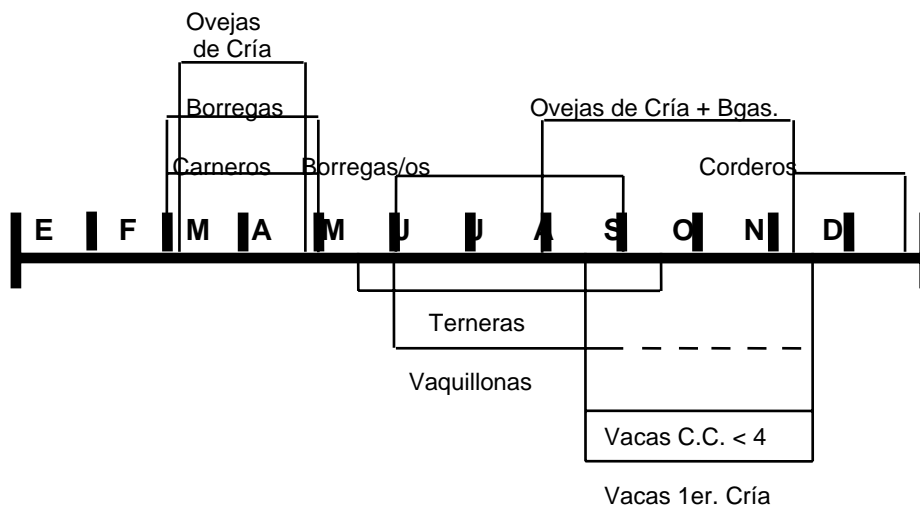 Ovejas
de Cría
Borregas
Ovejas de Cría + Bgas.
Carneros
Borregas/os
Corderos
E F M A M J J A S O N D
Terneras
Vaquillonas
Vacas C.C. < 4
Vacas 1er. Cría